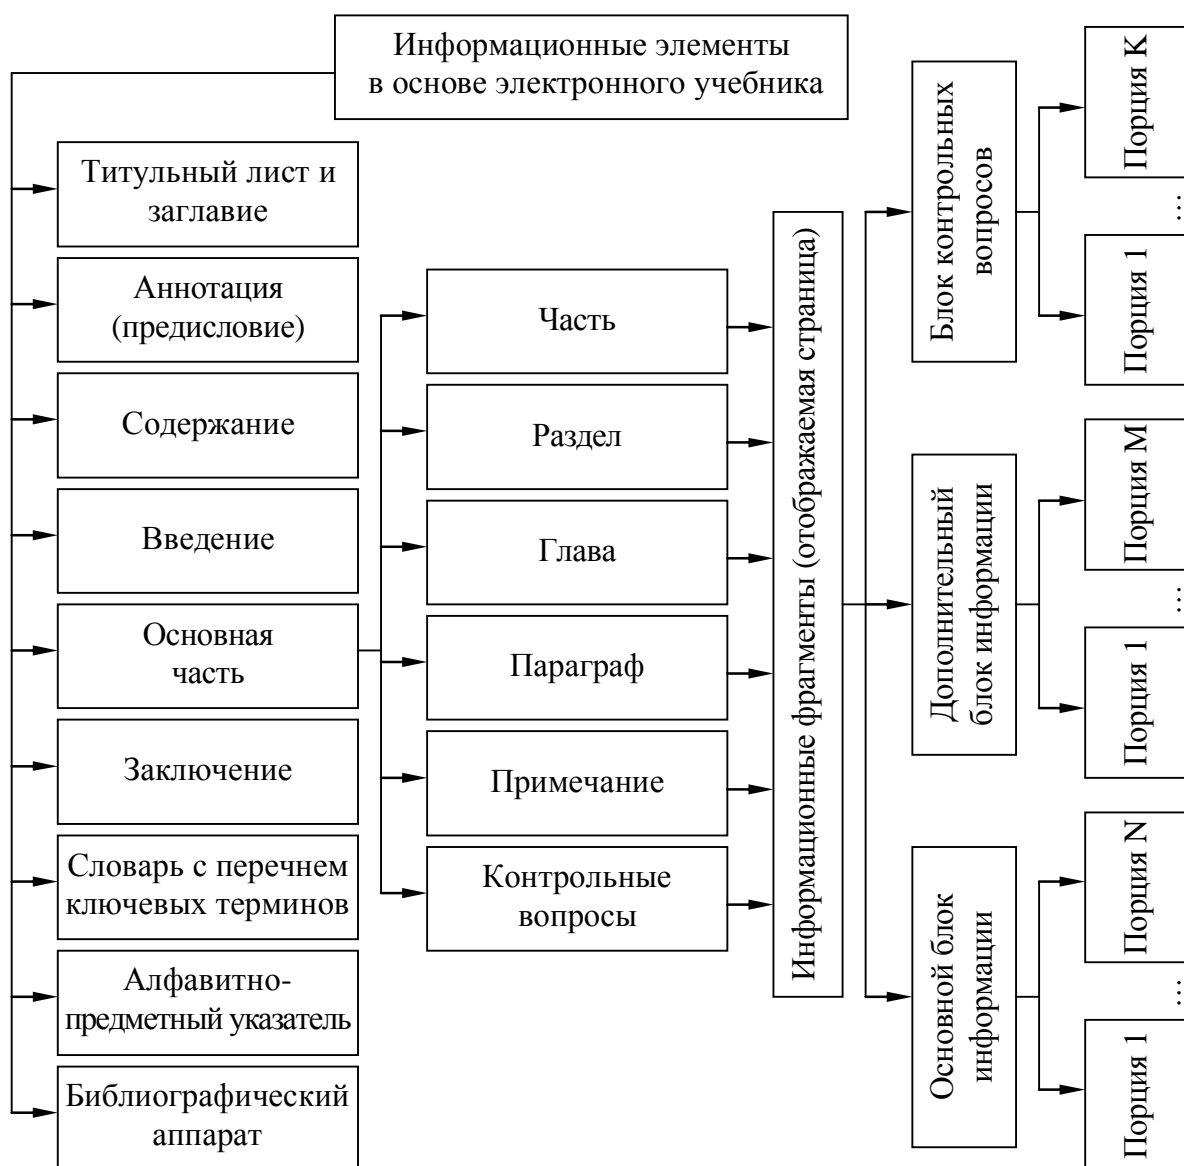 Информационные элементы
в основе электронного учебника
Титульный лист и
заглавие
Аннотация
(предисловие)
Содержание
Введение
Основная
часть
Заключение
Словарь с перечнем
ключевых терминов
Алфавитно-
предметный указатель
Библиографический
аппарат
Часть
Раздел
Глава
Параграф
Примечание
Контрольные
вопросы
Информационные фрагменты (отображаемая страница)
Блок контрольных
вопросов
Порция K
...
Порция 1
Дополнительный
блок информации
Порция M
...
Порция 1
Основной блок
информации
Порция N
...
Порция 1